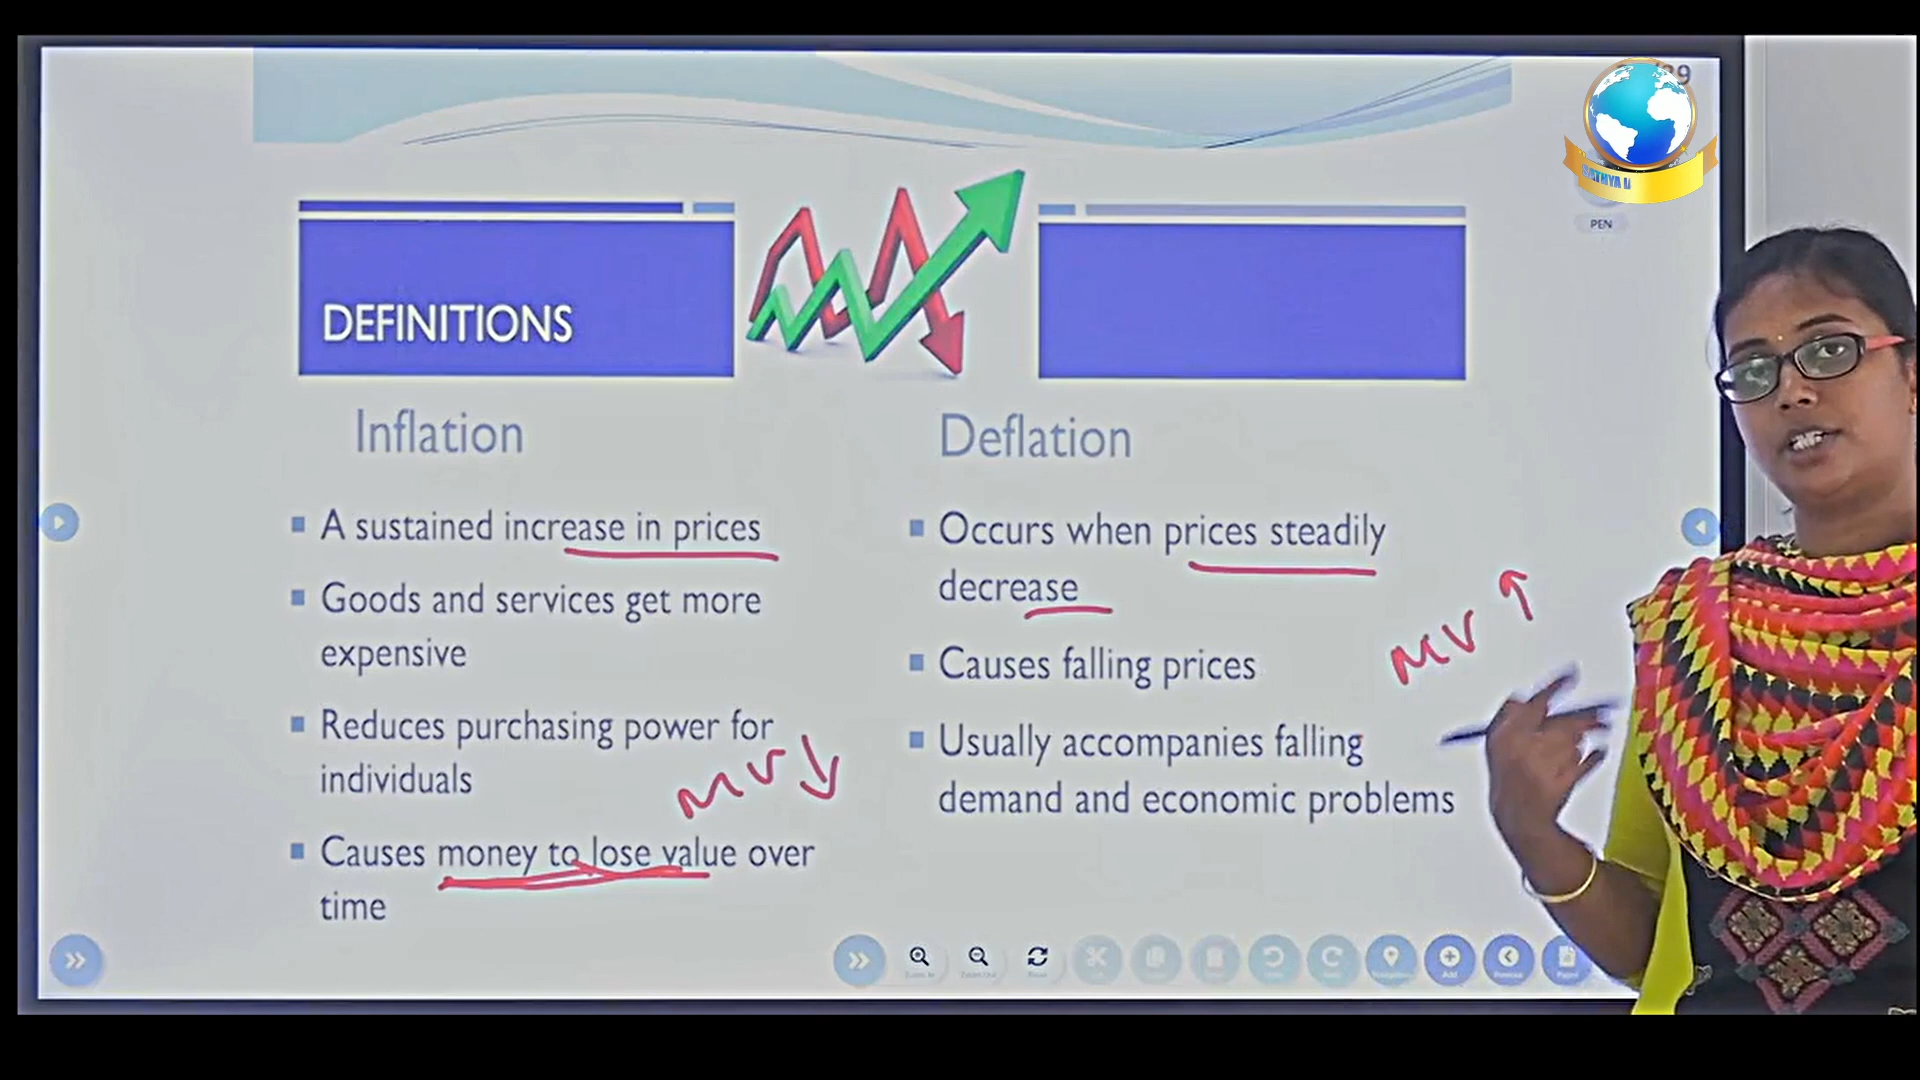 39
PEN
DEFINITIONS
Inflation
A sustained increase in prices
Goods and services get more
expensive
Reduces purchasing power for
individuals
MV ↓
Causes money to lose value over
time
Deflation
Occurs when prices steadily
decrease
MV ↑
Causes falling prices
Usually accompanies falling
demand and economic problems
Add